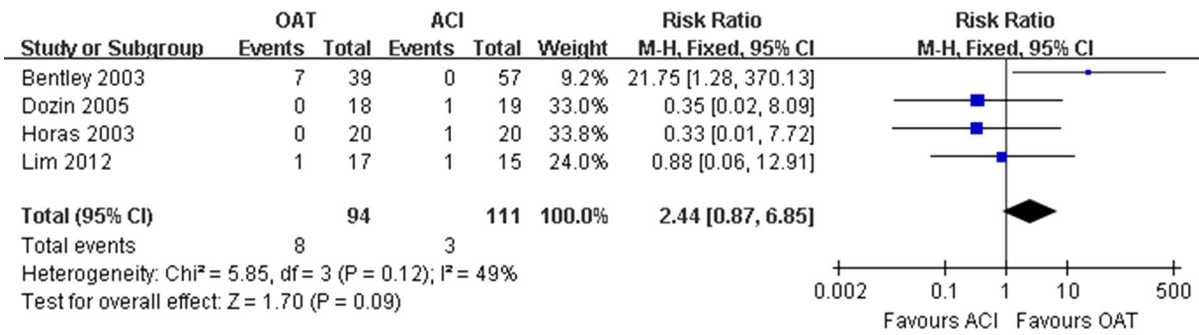 OAT ACI Risk Ratio Risk Ratio
Study or Subgroup Events Total Events Total Weight M-H, Fixed, 95% CI M-H, Fixed, 95% CI
Bentley 2003 7 39 0 57 9.2% 21.75 [1.28, 370.13]
Dozin 2005 0 18 1 19 33.0% 0.35 [0.02, 8.09]
Horas 2003 0 20 1 20 33.8% 0.33 [0.01, 7.72]
Lim 2012 1 17 1 15 24.0% 0.88 [0.06, 12.91]
Total (95% CI) 94 111 100.0% 2.44 [0.87, 6.85]
Total events 8 3
Heterogeneity: Chi² = 5.85, df = 3 (P = 0.12); I² = 49%
Test for overall effect: Z = 1.70 (P = 0.09)
0.002 0.1 1 10 500
Favours ACI Favours OAT